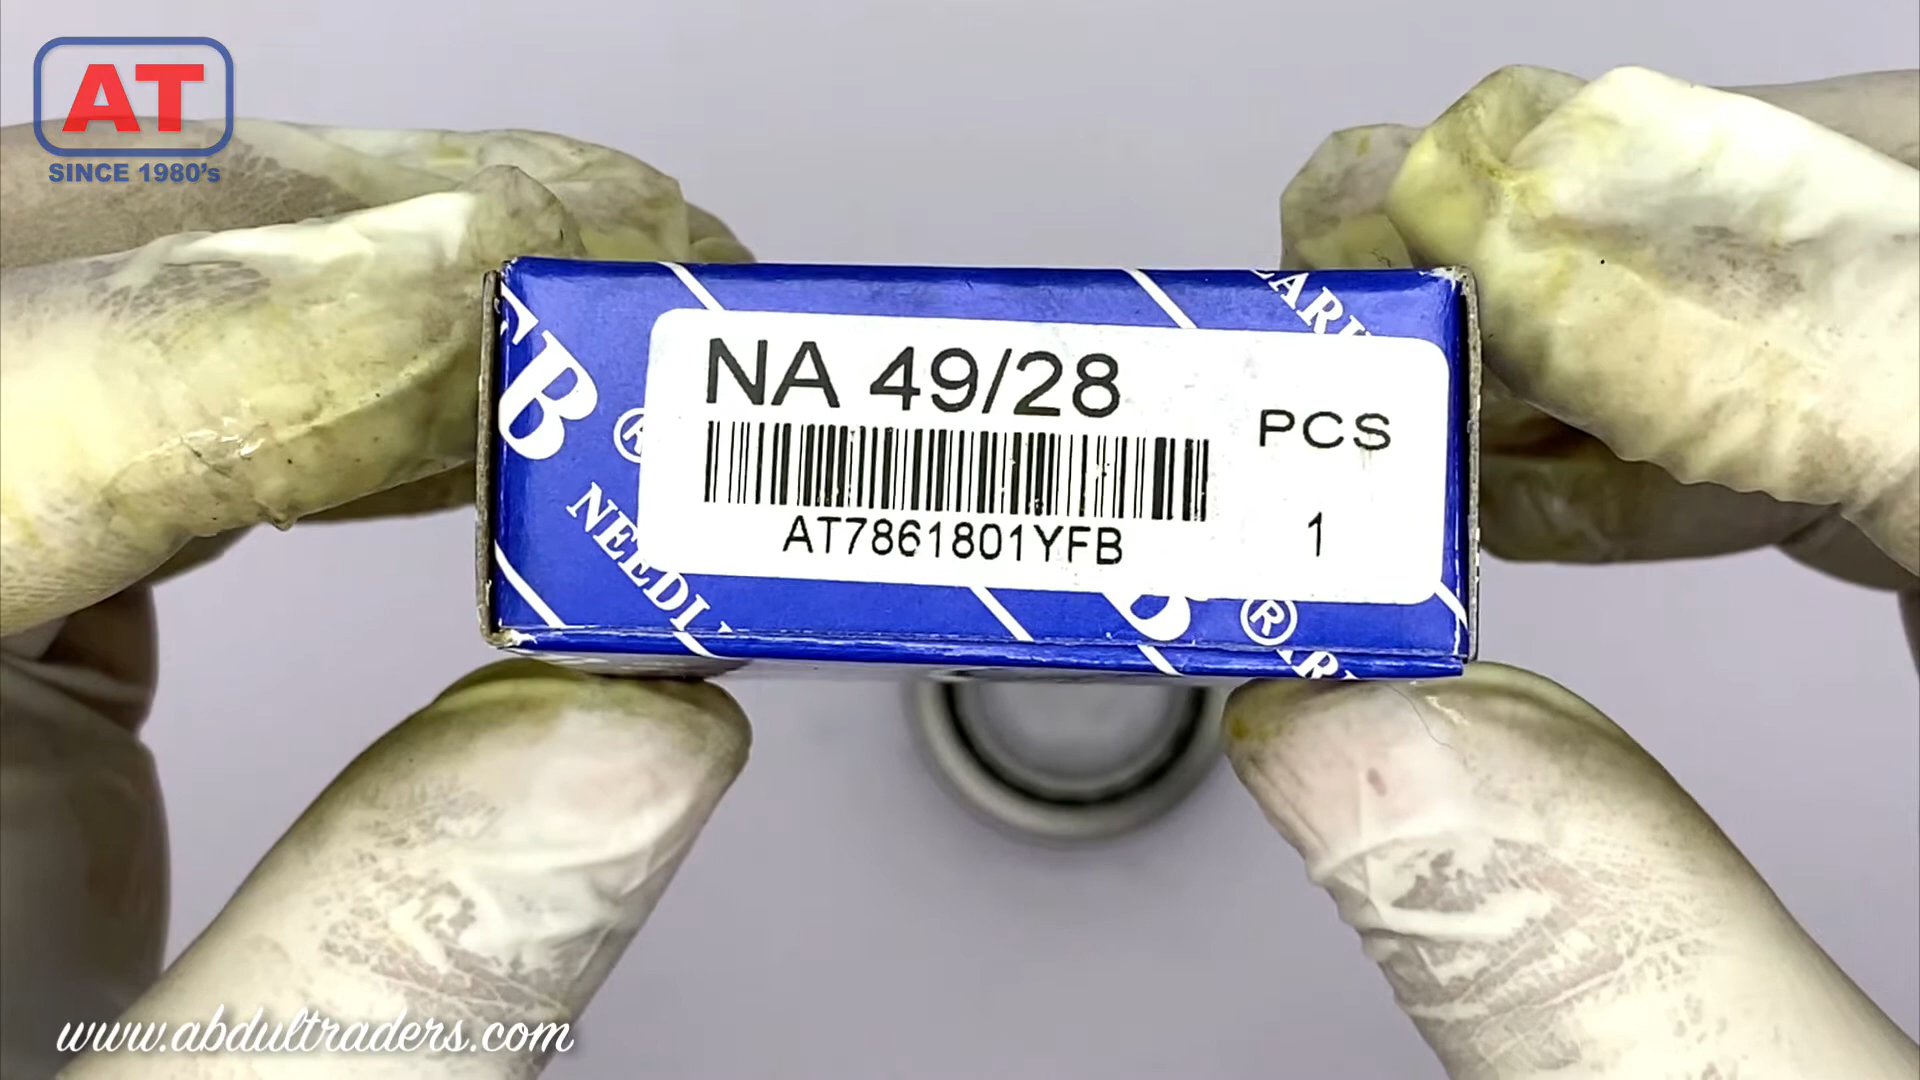 AT
SINCE 1980's
NA 49/28
PCS
AT7861801YFB
1
®
®
www.abdultraders.com